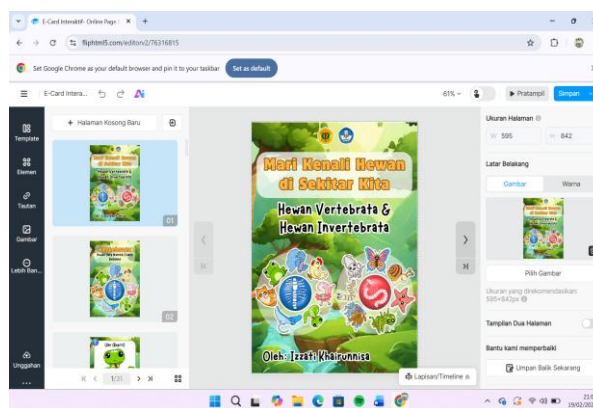 E-Card Interaktif- Online Page
fliphtml5.com/editor/2/76316815
Set Google Chrome as your default browser and pin it to your taskbar
Set as default
E-Card Intera...
61%
Pratampil
Simpan
Template
Elemen
Tautan
Gambar
Lebih Ban...
Unggahan
+ Halaman Kosong Baru
01
02
1/21
Mari Kenali Hewan
di Sekitar Kita
Hewan Vertebrata &
Hewan Invertebrata
Oleh: Izzati Khairunnisa
Lapisan/Timeline
Ukuran Halaman
W 595
H 842
Latar Belakang
Gambar
Warna
Pilih Gambar
Ukuran yang direkomendasikan:
595×842px
Tampilan Dua Halaman
Bantu kami memperbaiki
Umpan Balik Sekarang